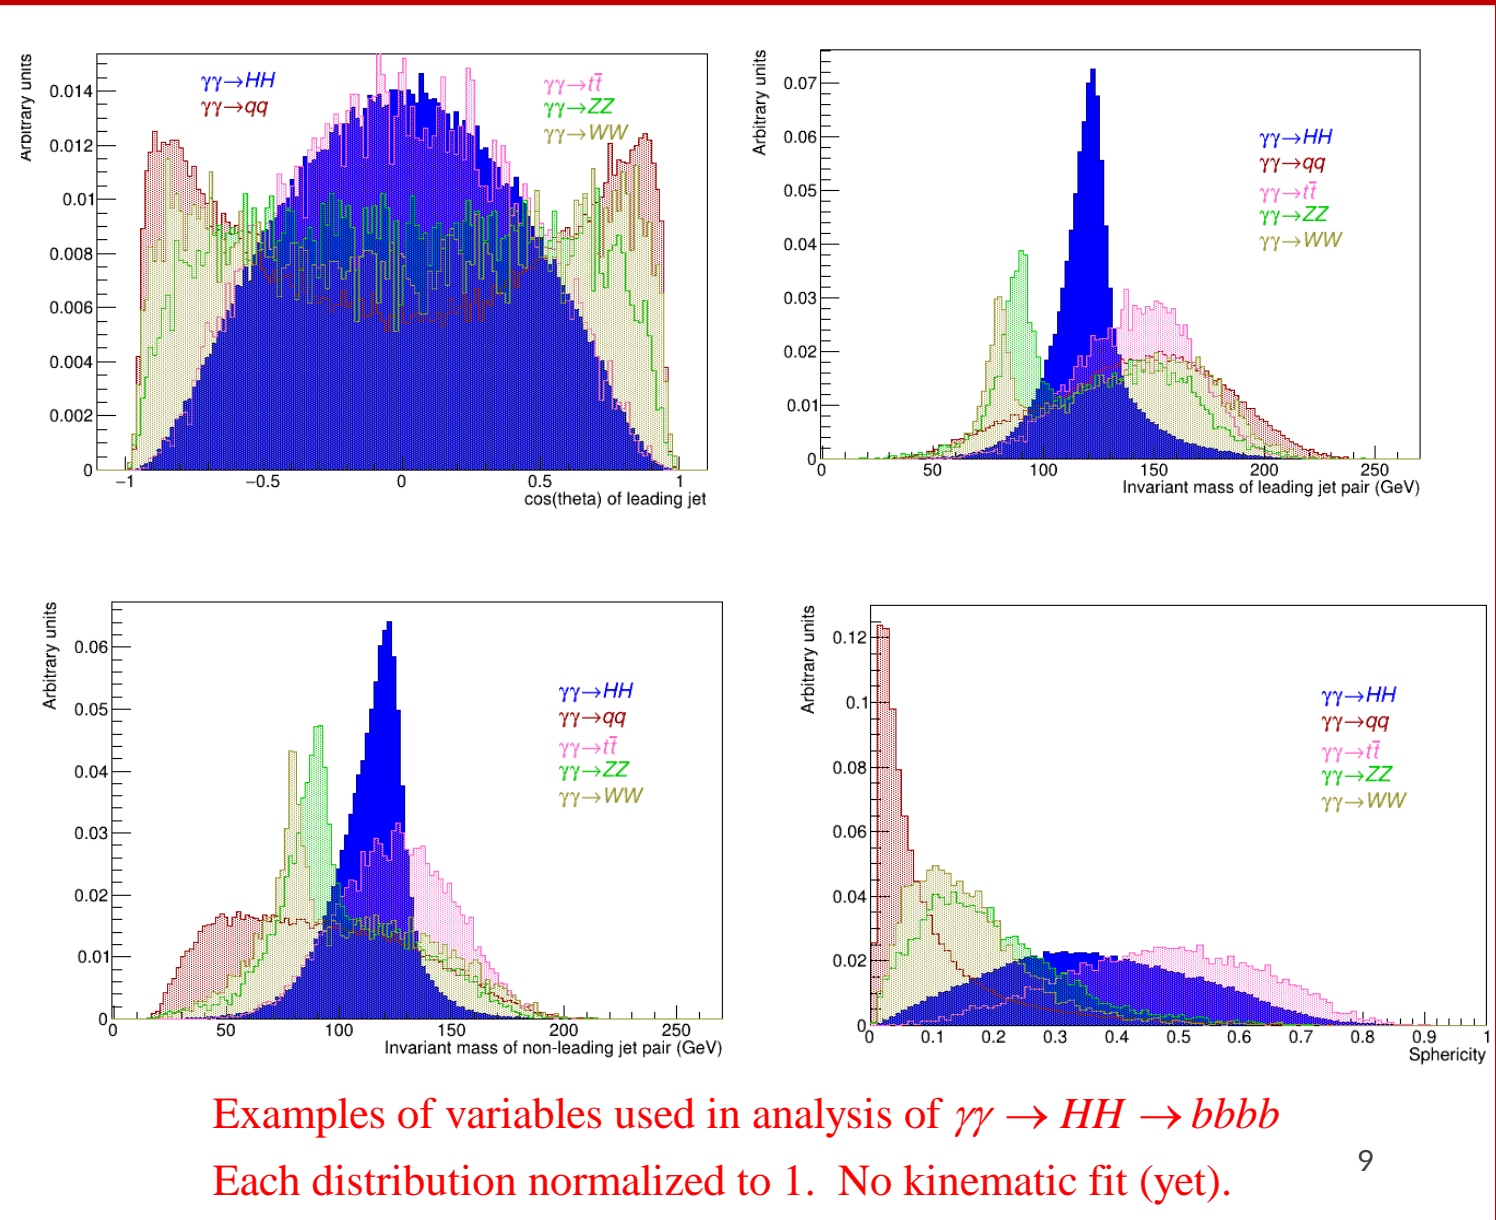 Arbitrary units
γγ→HH
γγ→qq
γγ→tt̅
γγ→ZZ
γγ→WW
0.014
0.012
0.01
0.008
0.006
0.004
0.002
0
−1
−0.5
0
0.5
1
cos(theta) of leading jet
Arbitrary units
γγ→HH
γγ→qq
γγ→tt̅
γγ→ZZ
γγ→WW
0.07
0.06
0.05
0.04
0.03
0.02
0.01
0
0
50
100
150
200
250
Invariant mass of leading jet pair (GeV)
Arbitrary units
γγ→HH
γγ→qq
γγ→tt̅
γγ→ZZ
γγ→WW
0.06
0.05
0.04
0.03
0.02
0.01
0
0
50
100
150
200
250
Invariant mass of non-leading jet pair (GeV)
Arbitrary units
γγ→HH
γγ→qq
γγ→tt̅
γγ→ZZ
γγ→WW
0.12
0.1
0.08
0.06
0.04
0.02
0
0
0.1
0.2
0.3
0.4
0.5
0.6
0.7
0.8
0.9
1
Sphericity
Examples of variables used in analysis of γγ → HH → bbbb
Each distribution normalized to 1. No kinematic fit (yet).
9